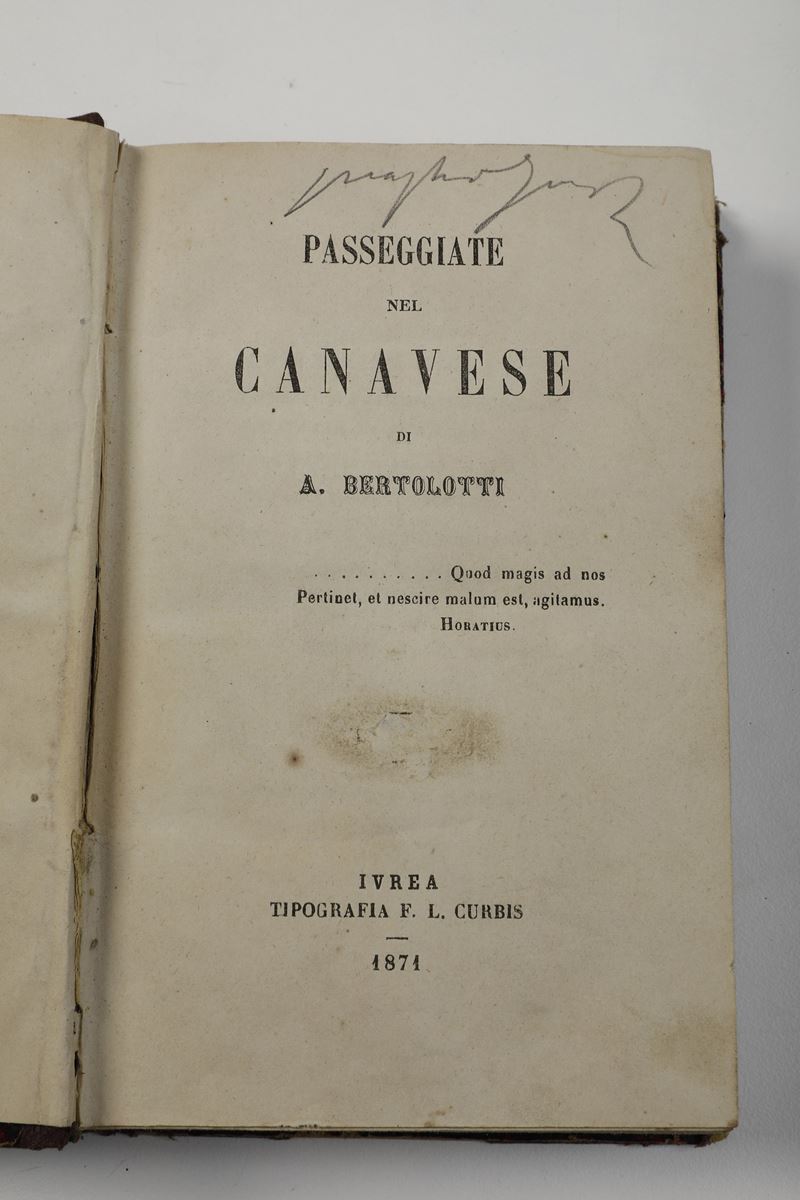 PASSEGGIATE
NEL
CANAVESE
DI
A. BERTOLOTTI
. . . . . . . . . . Quod magis ad nos
Pertinet, et nescire malum est, agitamus.
HORATIUS.
IVREA
TIPOGRAFIA F. L. CURBIS
1871